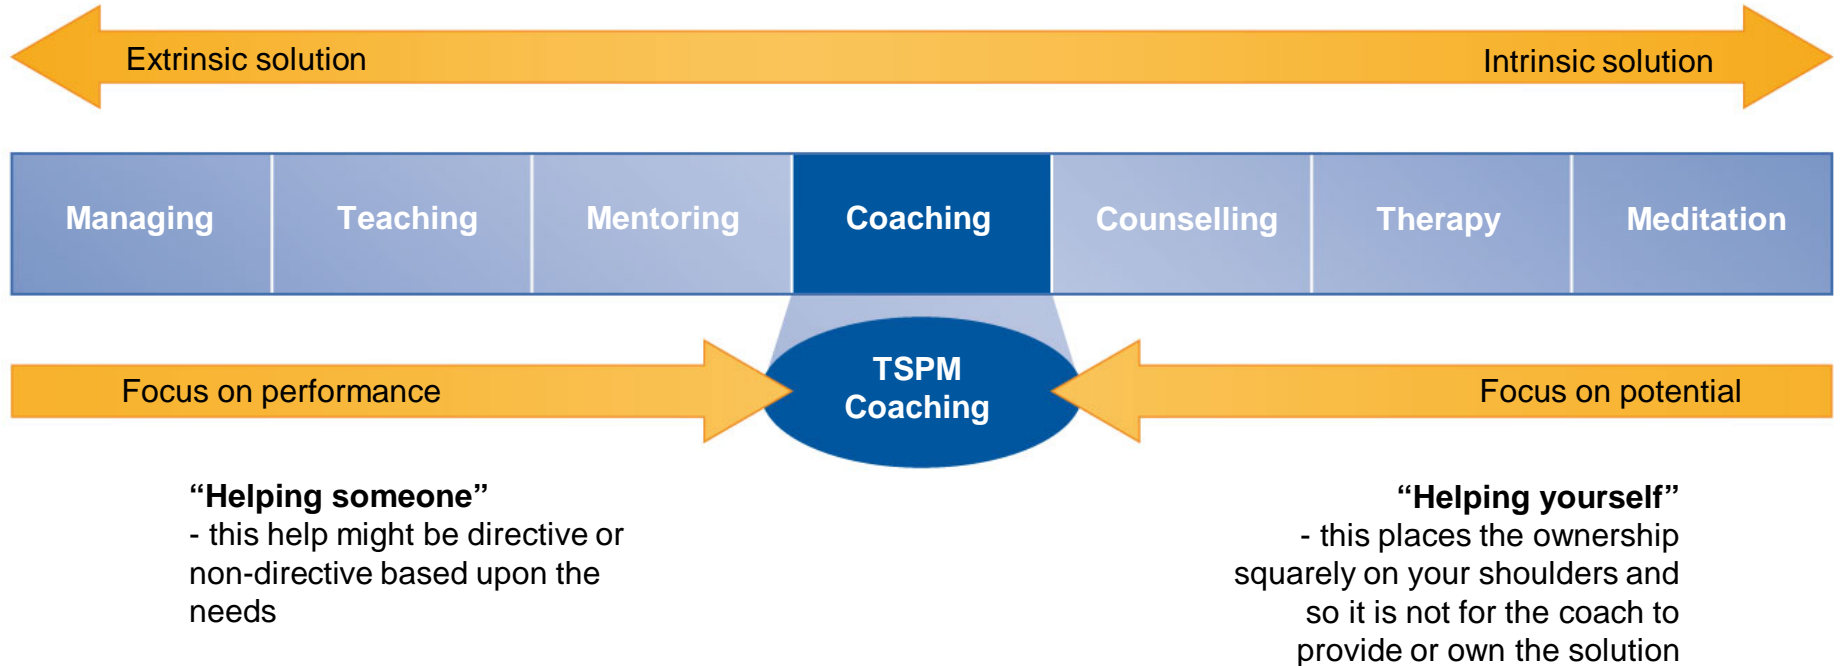 Extrinsic solution
Intrinsic solution
Managing
Teaching
Mentoring
Coaching
Counselling
Therapy
Meditation
Focus on performance
TSPM
Coaching
Focus on potential
“Helping someone”
- this help might be directive or
non-directive based upon the
needs
“Helping yourself”
- this places the ownership
squarely on your shoulders and
so it is not for the coach to
provide or own the solution